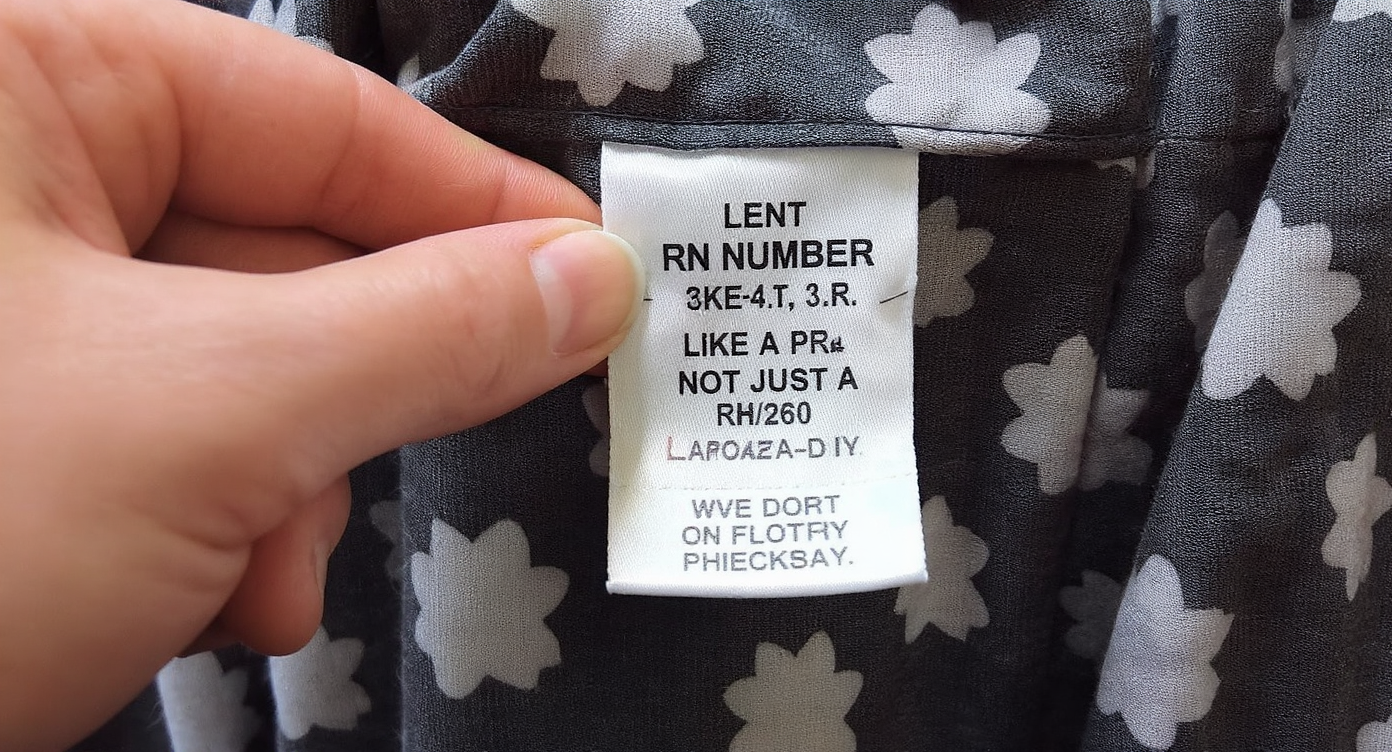 LENT
RN NUMBER
3KE-4.T, 3.R.
LIKE A
NOT JUST A
RH/260
WVE DORT
ON FLOTRY
PHIECKSAY.